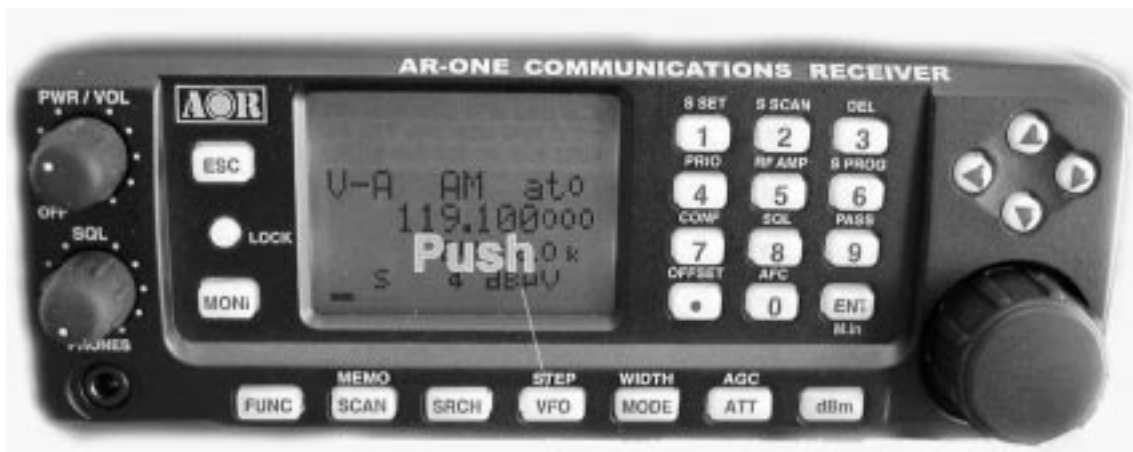 AR-ONE COMMUNICATIONS RECEIVER
PWR / VOL
AOR
ESC
OFF
LOCK
SQL
MONi
PHONES
V-A AM ato
119.100000
.0 k
Push
S 4 dBμV
S SET S SCAN DEL
1 2 3
PRIO RF AMP S PROG
4 5 6
CONF SQL PASS
7 8 9
OFFSET AFC
• 0 ENT
M.in
MEMO STEP WIDTH AGC
FUNC SCAN SRCH VFO MODE ATT dBm